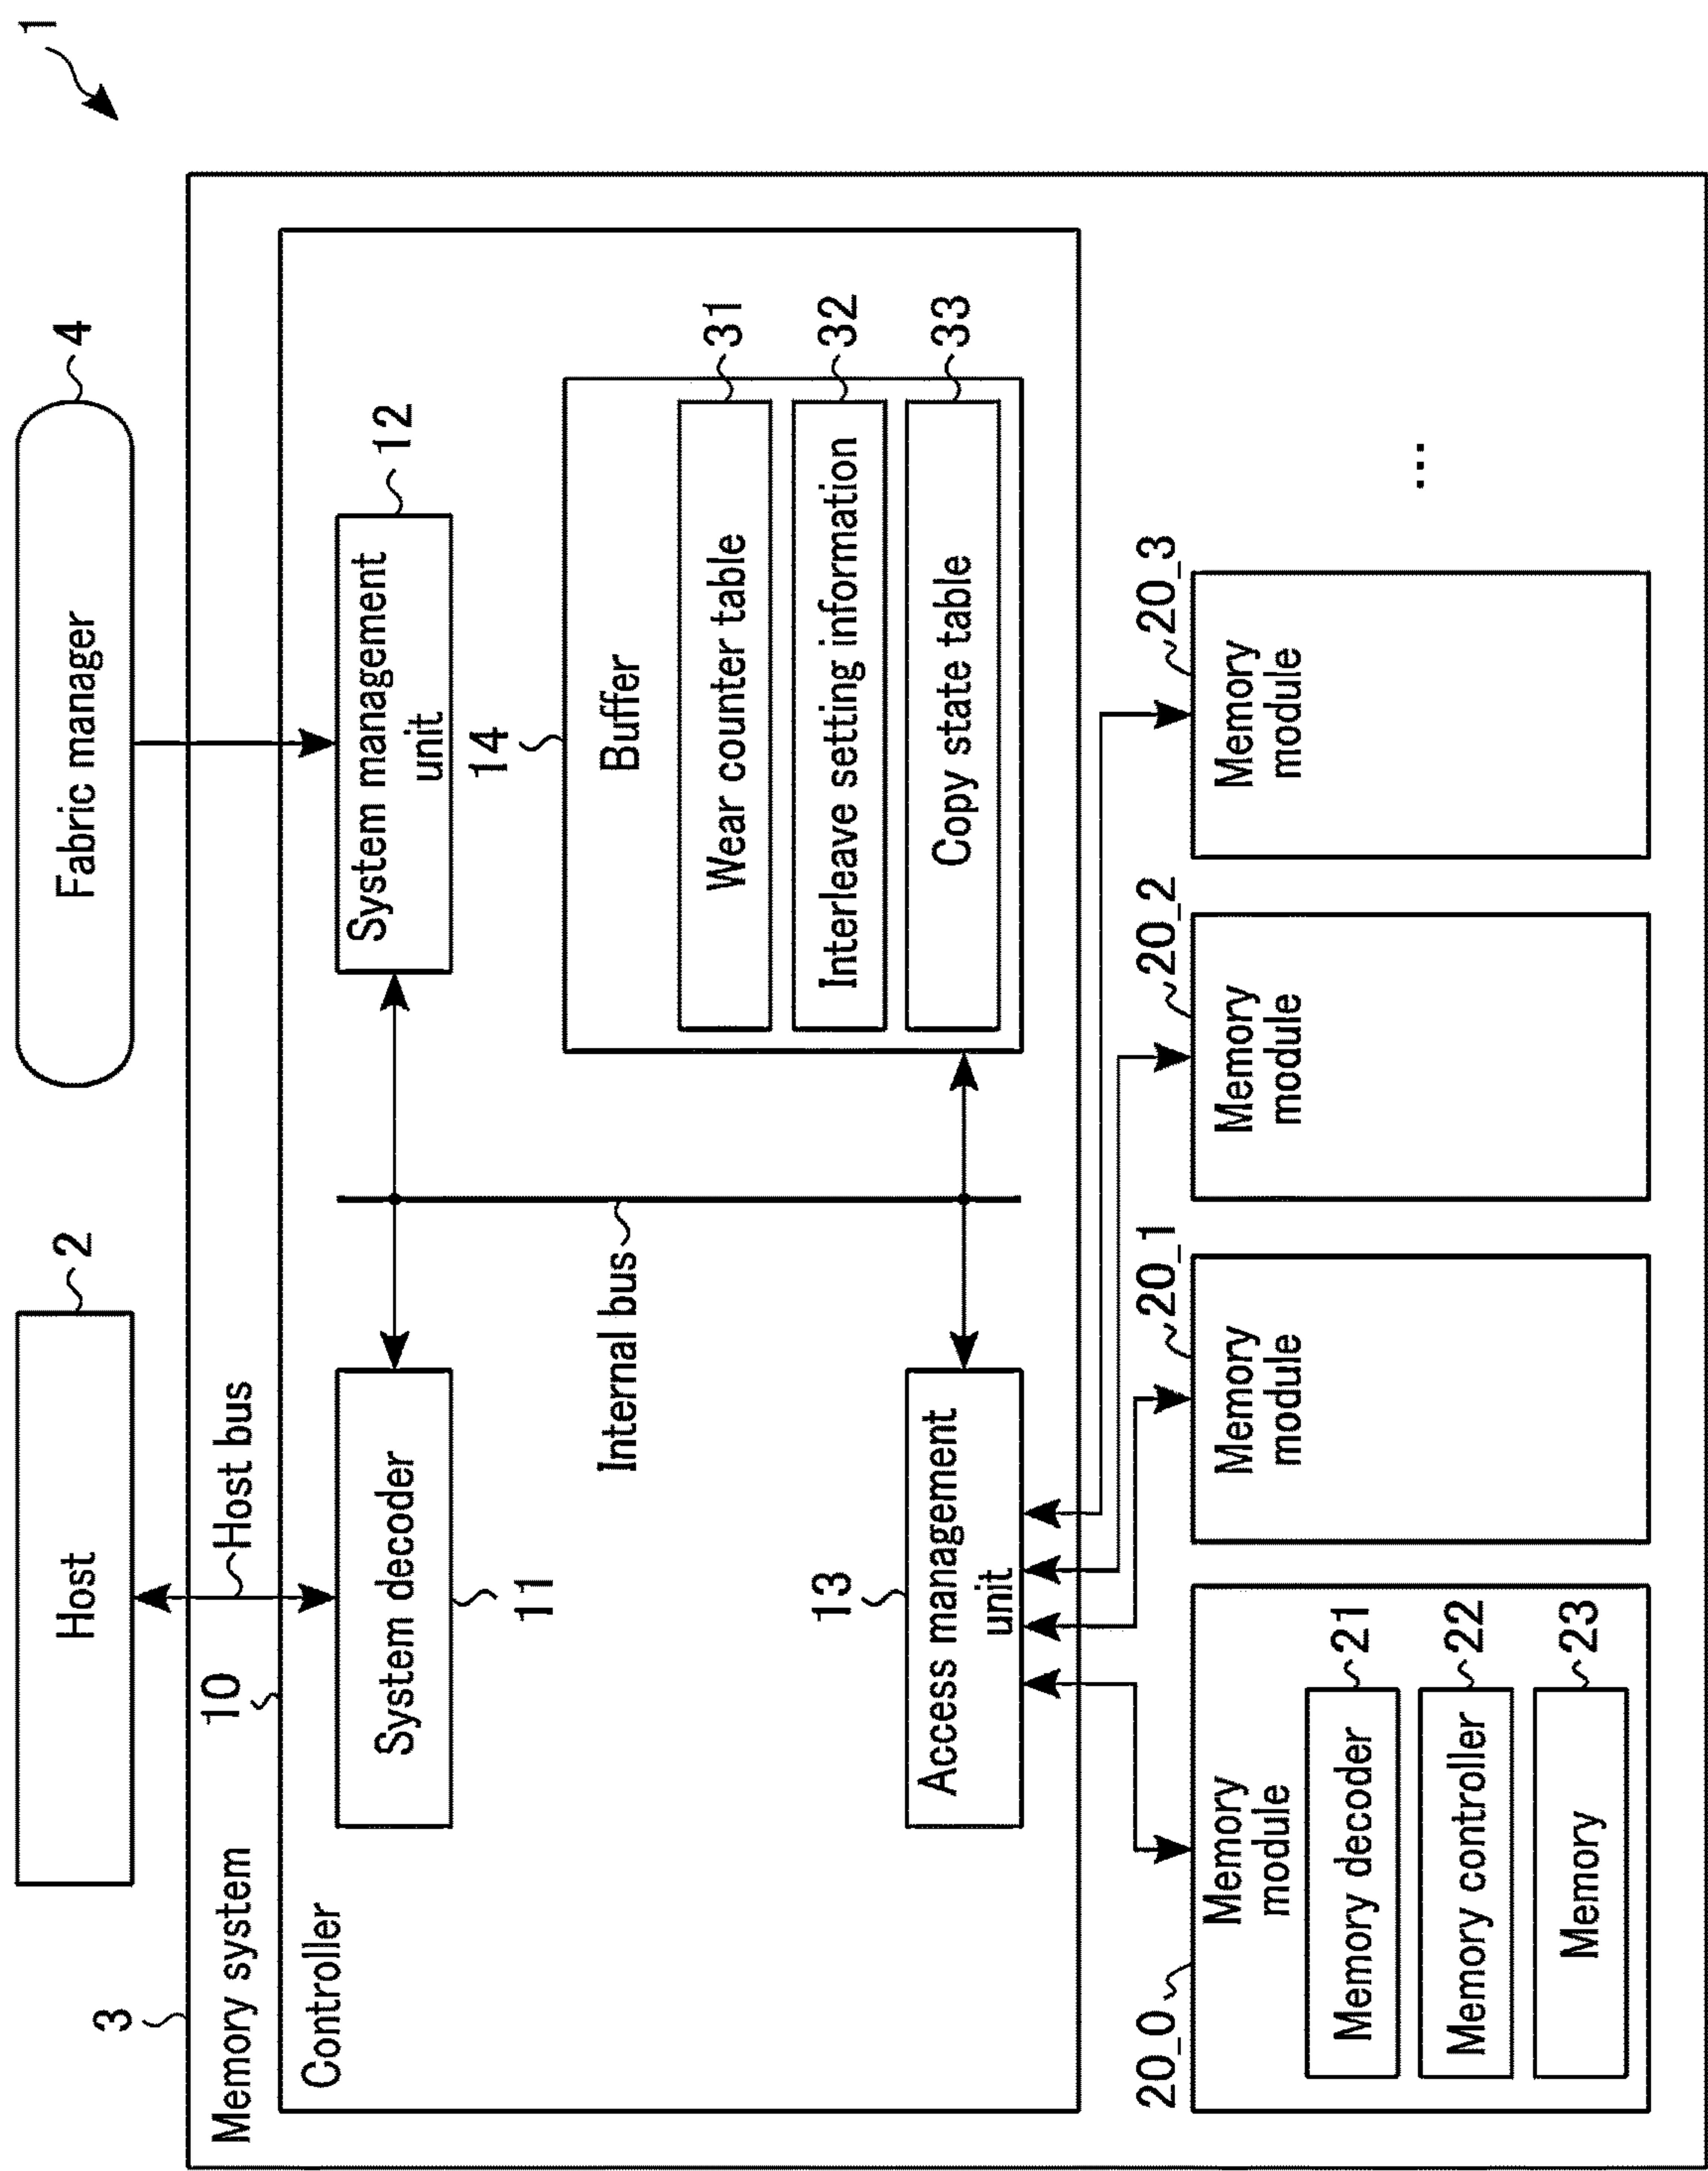 1
Host
2
Fabric manager
4
3
Memory system
Host bus
10
Controller
System decoder
11
System management
unit
12
Internal bus
14
Buffer
Wear counter table
31
Interleave setting information
32
Copy state table
33
13
Access management
unit
20_0
Memory
module
Memory decoder
21
Memory controller
22
Memory
23
20_1
Memory
module
20_2
Memory
module
20_3
Memory
module
...